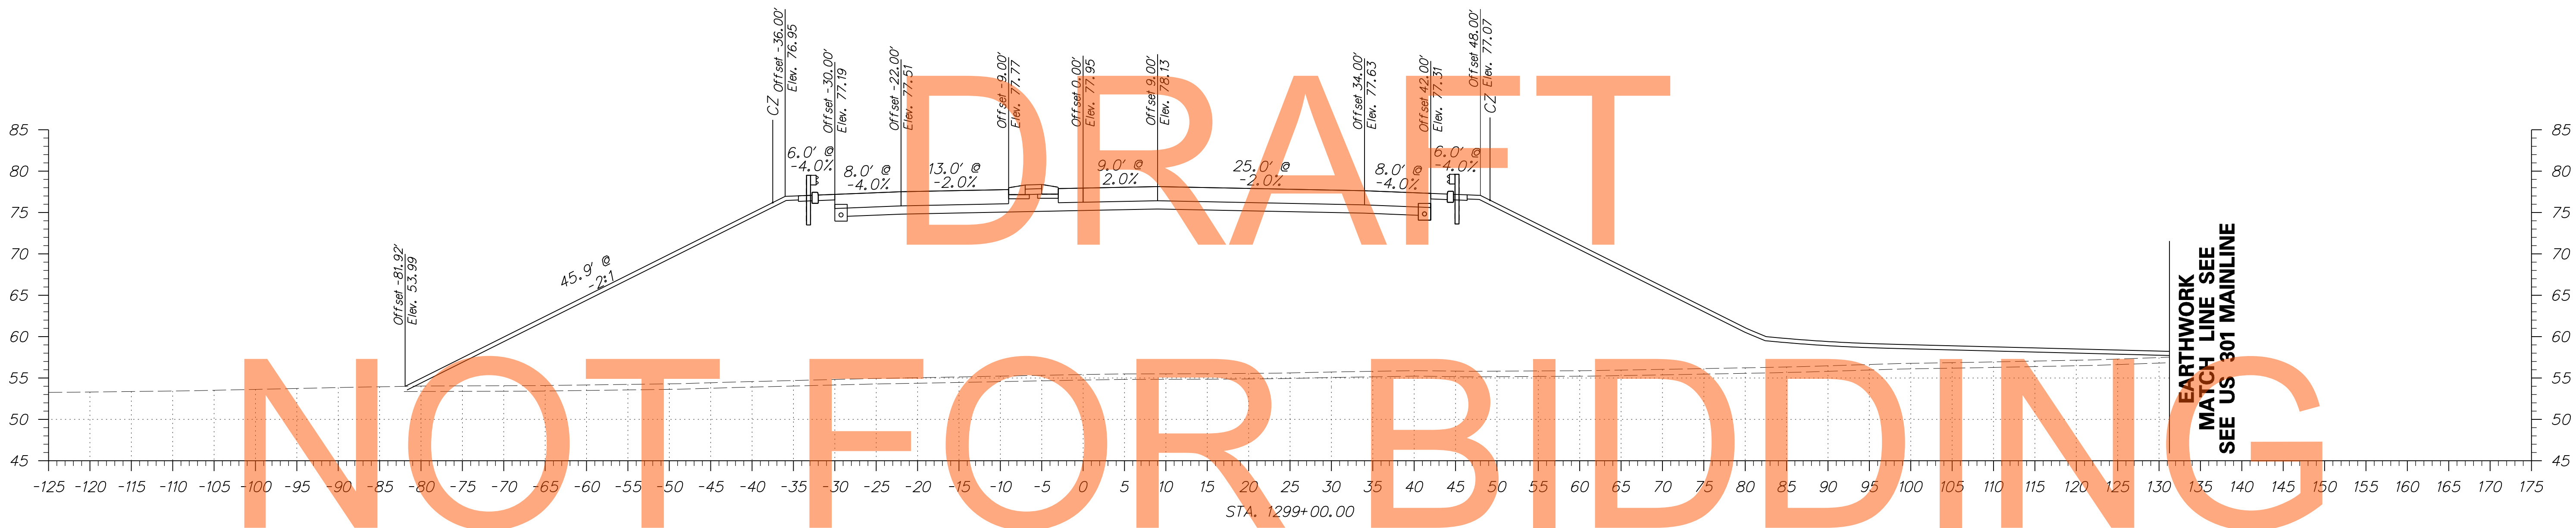 Offset -36.00'
Elev. 76.95
CZ
Offset -30.00'
Elev. 77.19
Offset -22.00'
Elev. 77.51
Offset -9.00'
Elev. 77.77
Offset 0.00'
Elev. 77.95
Offset 9.00'
Elev. 78.13
Offset 34.00'
Elev. 77.63
Offset 42.00'
Elev. 77.31
Offset 48.00'
Elev. 77.07
CZ
DRAFT
6.0' @
-4.0%
8.0' @
-4.0%
13.0' @
-2.0%
9.0' @
2.0%
25.0' @
-2.0%
8.0' @
-4.0%
6.0' @
-4.0%
Offset -81.92'
Elev. 53.99
45.9' @
-2:1
85
80
75
70
65
60
55
50
45
85
80
75
70
65
60
55
50
45
EARTHWORK
MATCH LINE SEE
SEE US 301 MAINLINE
NOT FOR BIDDING
-125 -120 -115 -110 -105 -100 -95 -90 -85 -80 -75 -70 -65 -60 -55 -50 -45 -40 -35 -30 -25 -20 -15 -10 -5 0 5 10 15 20 25 30 35 40 45 50 55 60 65 70 75 80 85 90 95 100 105 110 115 120 125 130 135 140 145 150 155 160 165 170 175
STA. 1299+00.00